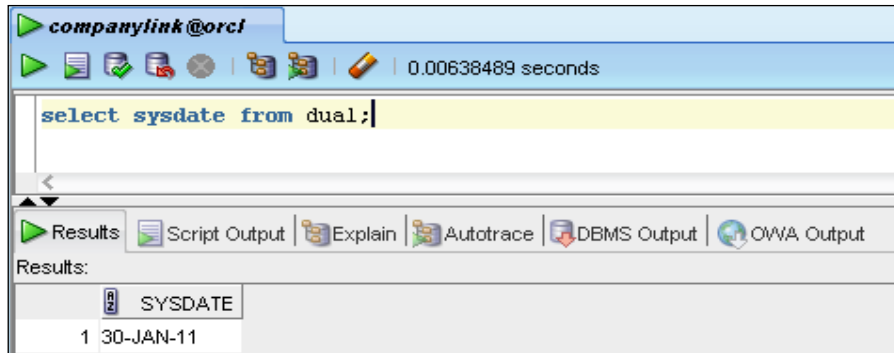 companylink@orcl
0.00638489 seconds
select sysdate from dual;
Results Script Output Explain Autotrace DBMS Output OWA Output
Results:
SYSDATE
1 30-JAN-11